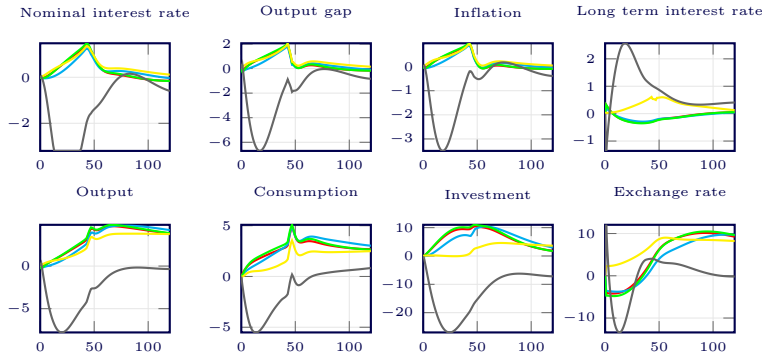 Nominal interest rate
Output gap
Inflation
Long term interest rate
0
−2
0 50 100
2
0
−2
−4
−6
0 50 100
1
0
−1
−2
−3
0 50 100
2
1
0
−1
0 50 100
Output
Consumption
Investment
Exchange rate
0
−5
0 50 100
5
0
−5
0 50 100
10
0
−10
−20
0 50 100
10
0
−10
0 50 100